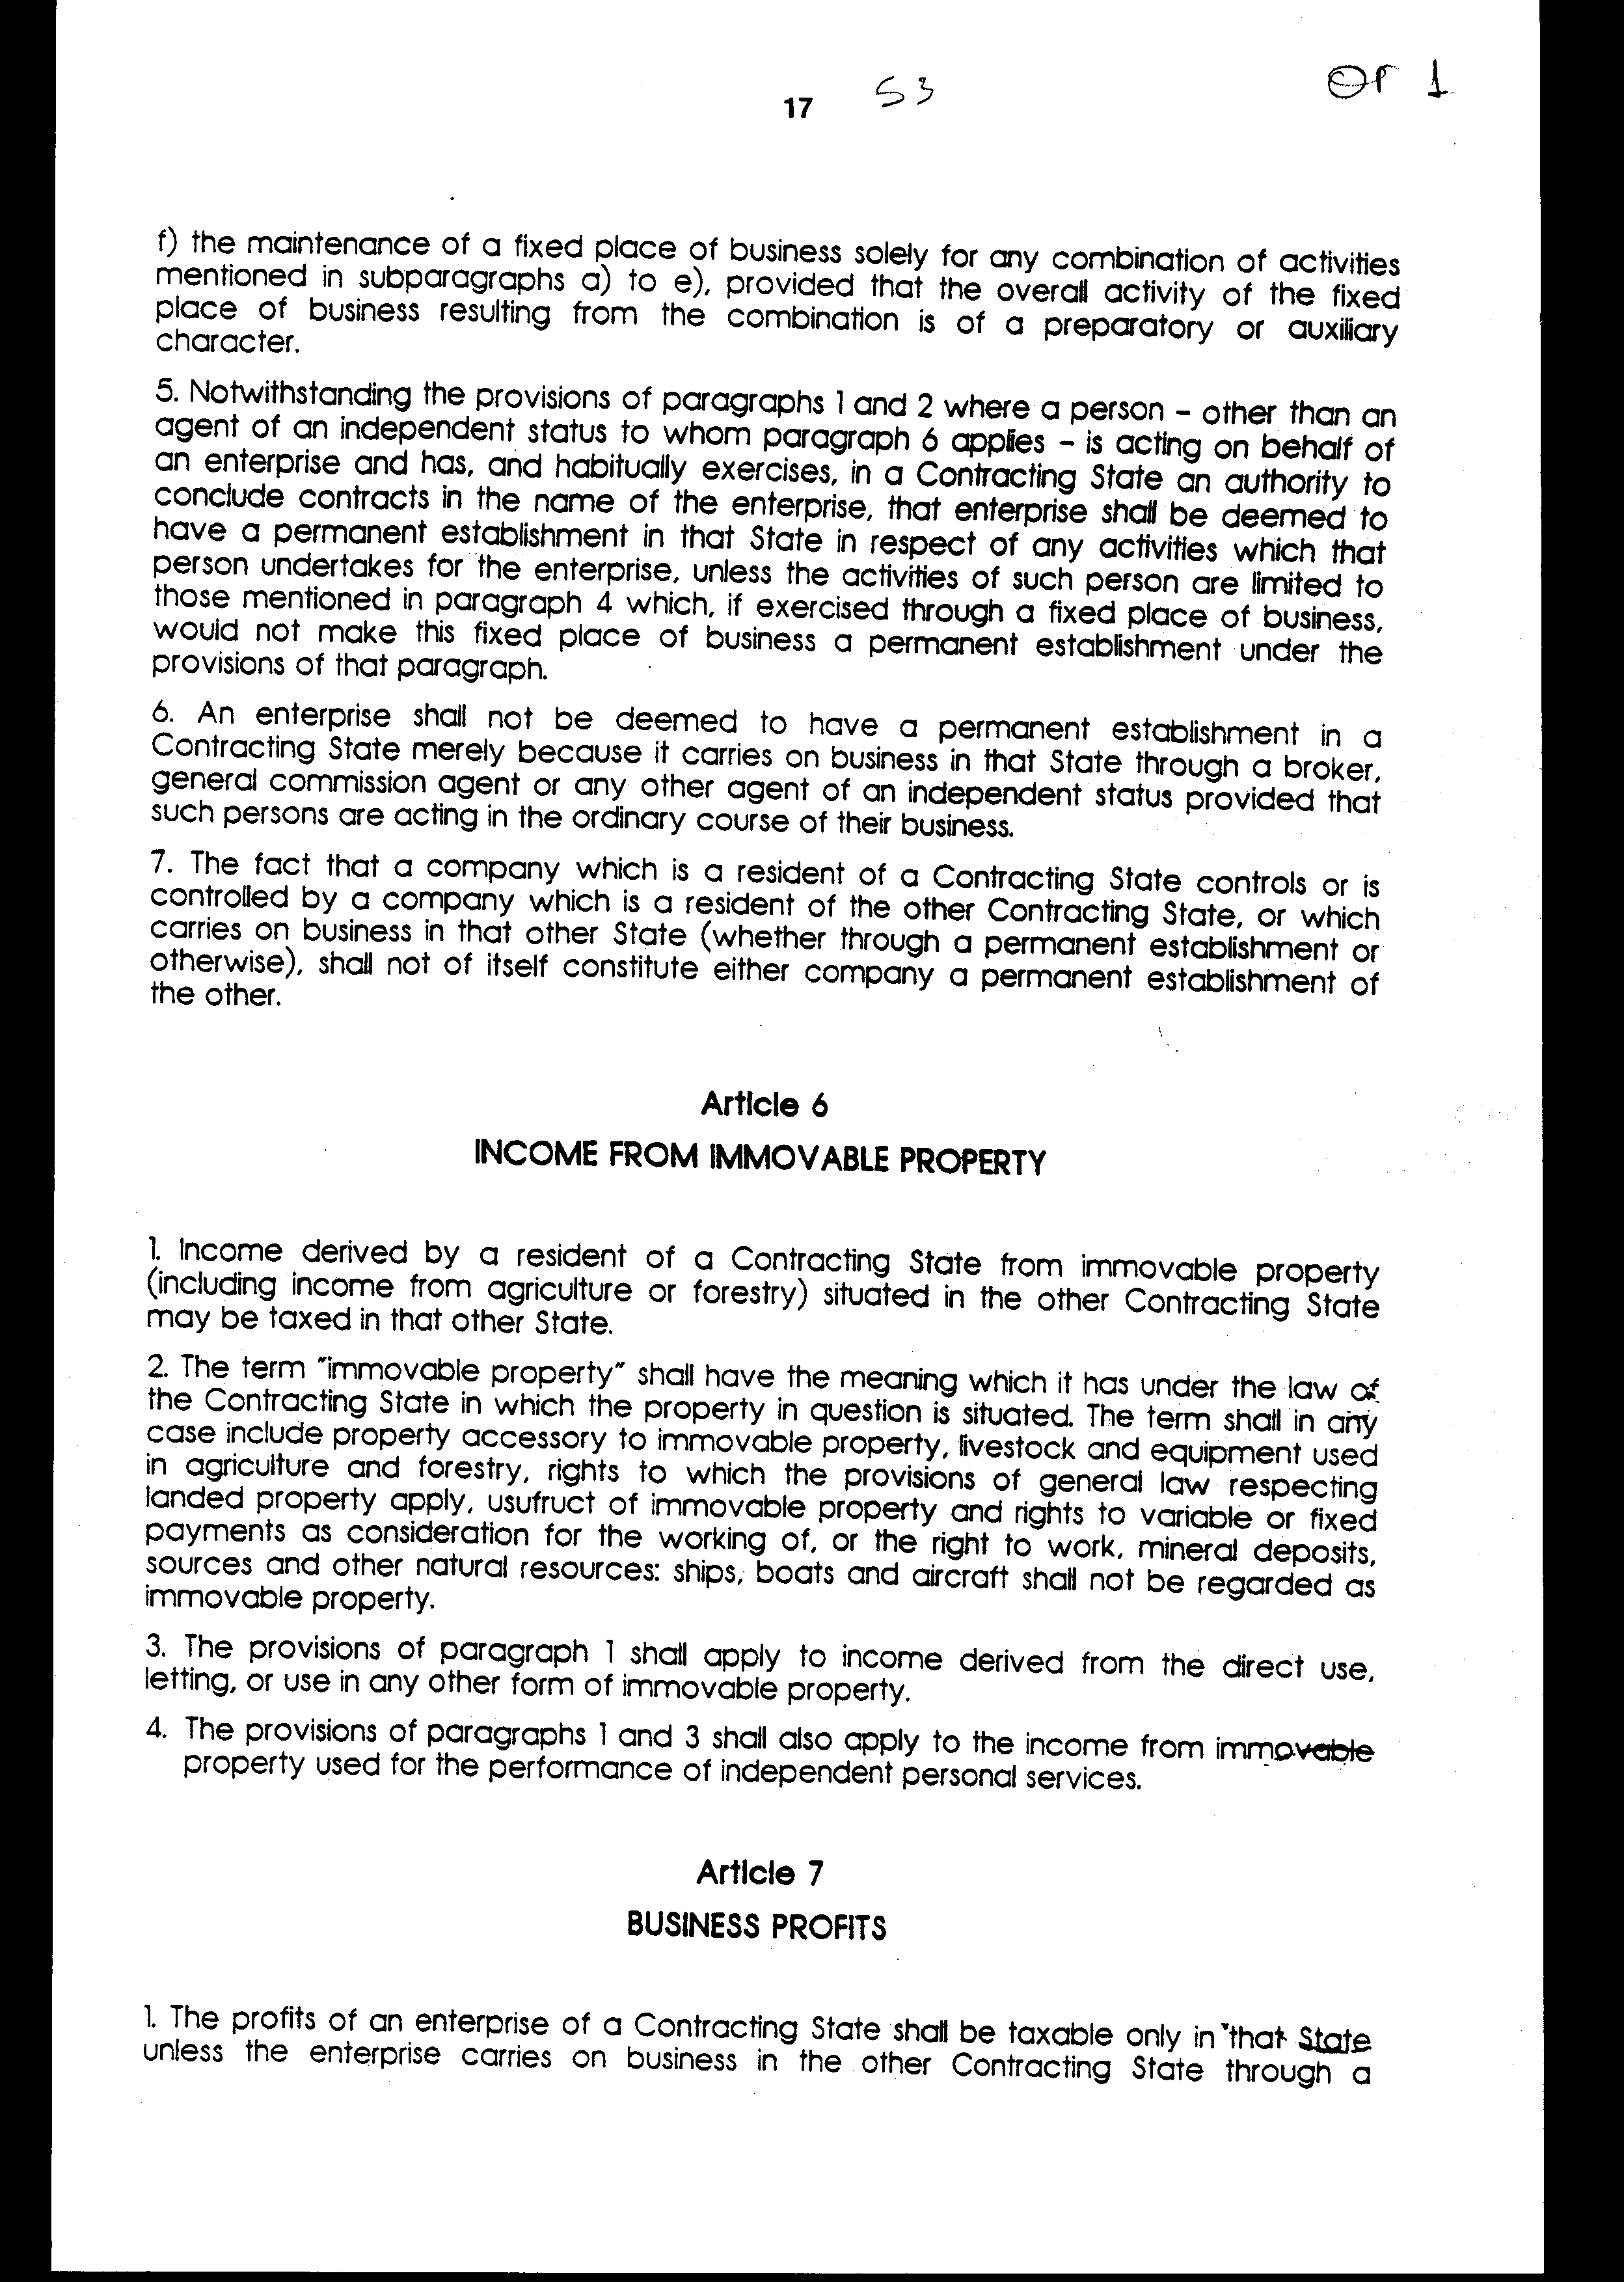 17 53
f) the maintenance of a fixed place of business solely for any combination of activities
mentioned in subparagraphs a) to e), provided that the overall activity of the fixed
place of business resulting from the combination is of a preparatory or auxiliary
character.
5. Notwithstanding the provisions of paragraphs 1 and 2 where a person – other than an
agent of an independent status to whom paragraph 6 applies – is acting on behalf of
an enterprise and has, and habitually exercises, in a Contracting State an authority to
conclude contracts in the name of the enterprise, that enterprise shall be deemed to
have a permanent establishment in that State in respect of any activities which that
person undertakes for the enterprise, unless the activities of such person are limited to
those mentioned in paragraph 4 which, if exercised through a fixed place of business,
would not make this fixed place of business a permanent establishment under the
provisions of that paragraph.
6. An enterprise shall not be deemed to have a permanent establishment in a
Contracting State merely because it carries on business in that State through a broker,
general commission agent or any other agent of an independent status provided that
such persons are acting in the ordinary course of their business.
7. The fact that a company which is a resident of a Contracting State controls or is
controlled by a company which is a resident of the other Contracting State, or which
carries on business in that other State (whether through a permanent establishment or
otherwise), shall not of itself constitute either company a permanent establishment of
the other.
Article 6
INCOME FROM IMMOVABLE PROPERTY
1. Income derived by a resident of a Contracting State from immovable property
(including income from agriculture or forestry) situated in the other Contracting State
may be taxed in that other State.
2. The term "immovable property" shall have the meaning which it has under the law of
the Contracting State in which the property in question is situated. The term shall in any
case include property accessory to immovable property, livestock and equipment used
in agriculture and forestry, rights to which the provisions of general law respecting
landed property apply, usufruct of immovable property and rights to variable or fixed
payments as consideration for the working of, or the right to work, mineral deposits,
sources and other natural resources: ships, boats and aircraft shall not be regarded as
immovable property.
3. The provisions of paragraph 1 shall apply to income derived from the direct use,
letting, or use in any other form of immovable property.
4. The provisions of paragraphs 1 and 3 shall also apply to the income from immovable
property used for the performance of independent personal services.
Article 7
BUSINESS PROFITS
1. The profits of an enterprise of a Contracting State shall be taxable only in that State
unless the enterprise carries on business in the other Contracting State through a